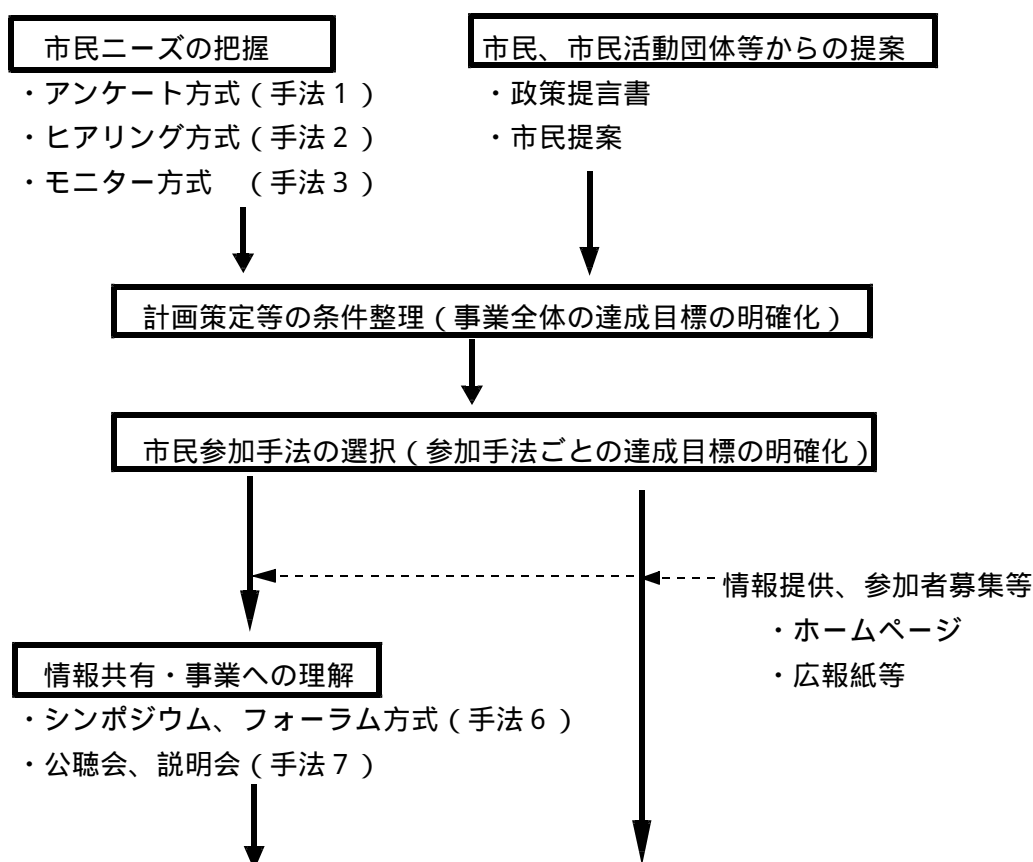 市民ニーズの把握
・アンケート方式(手法1)
・ヒアリング方式(手法2)
・モニター方式 (手法3)
市民、市民活動団体等からの提案
・政策提言書
・市民提案
計画策定等の条件整理(事業全体の達成目標の明確化)
市民参加手法の選択(参加手法ごとの達成目標の明確化)
情報提供、参加者募集等
・ホームページ
・広報紙等
情報共有・事業への理解
・シンポジウム、フォーラム方式(手法6)
・公聴会、説明会(手法7)